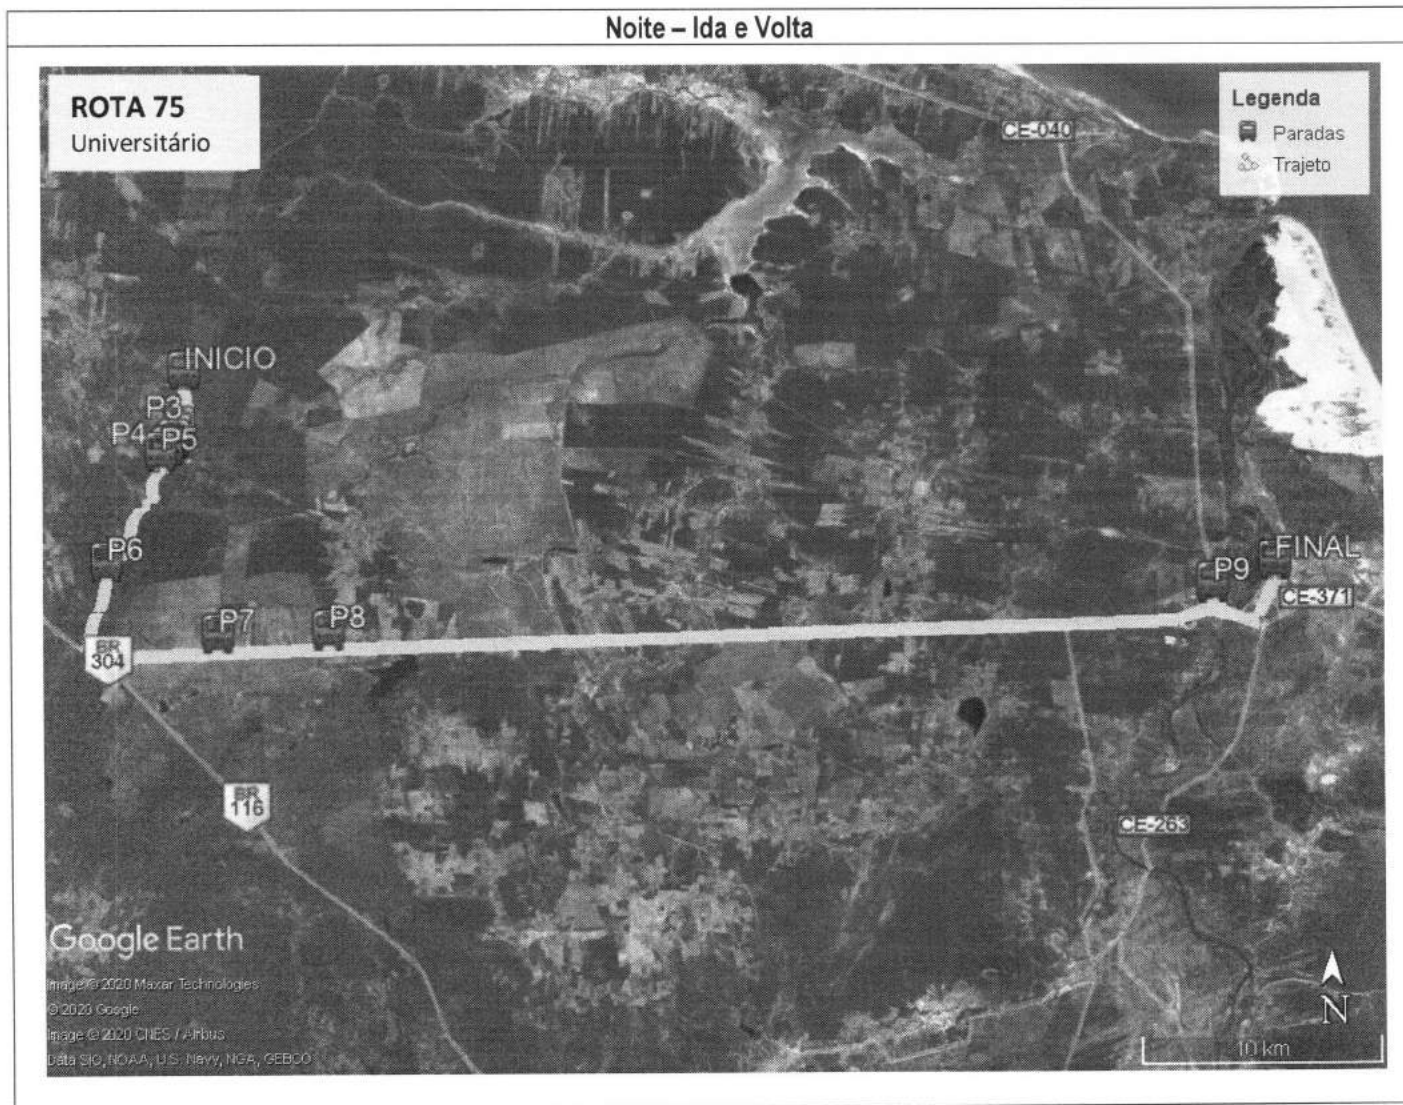 Noite – Ida e Volta
ROTA 75
Universitário
Legenda
Paradas
Trajeto
CE-040
INICIO
P3
P4
P5
P6
P7
P8
P9
FINAL
CE-371
BR
304
BR
116
CE-263
Google Earth
Image © 2020 Maxar Technologies
© 2020 Google
Image © 2020 CNES / Airbus
Data SIO, NOAA, U.S. Navy, NGA, GEBCO
N
10 km